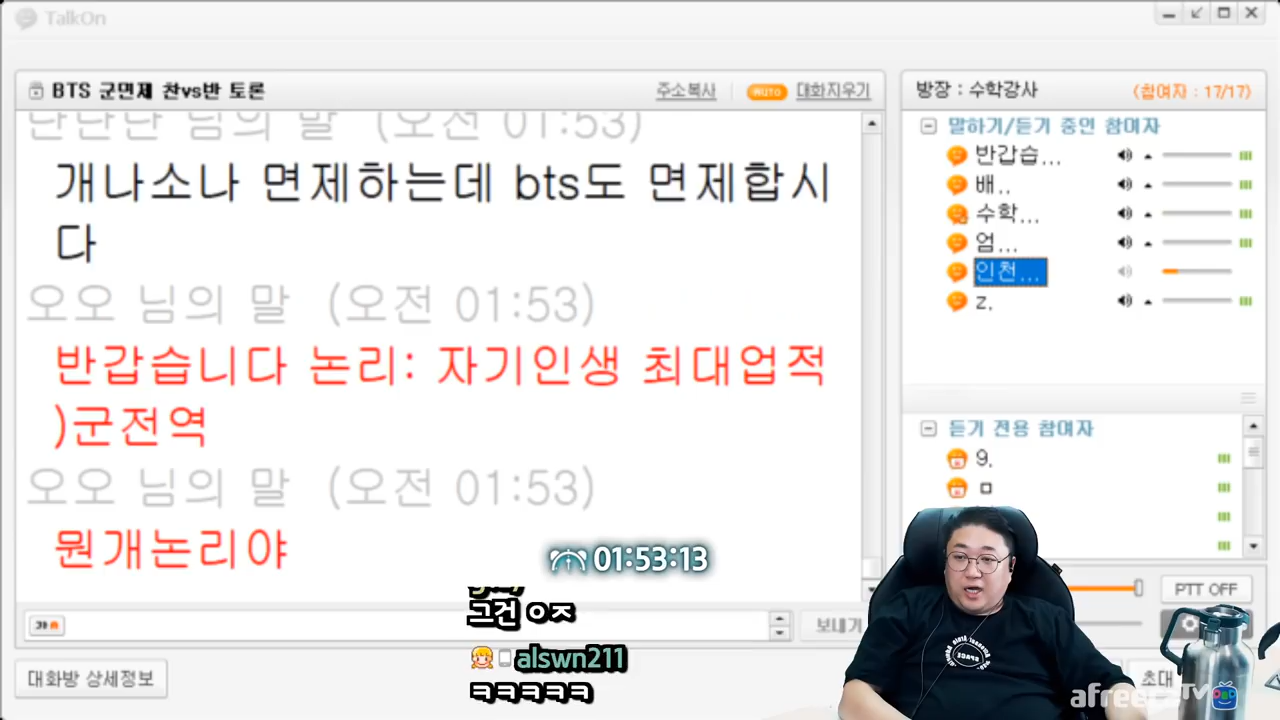 TalkOn
BTS 군면제 찬vs반 토론
주소복사
AUTO
대화지우기
난난난 님의 말 (오전 01:53)
개나소나 면제하는데 bts도 면제합시
다
오오 님의 말 (오전 01:53)
반갑습니다 논리: 자기인생 최대업적
)군전역
오오 님의 말 (오전 01:53)
뭔개논리야
01:53:13
그건 ㅇㅈ
alswn211
ㅋㅋㅋㅋㅋ
가
보내기
대화방 상세정보
방장 : 수학강사
(참여자 : 17/17)
말하기/듣기 중인 참여자
반갑습...
배..
수학...
엄...
인천...
z.
듣기 전용 참여자
9.
ㅁ
PTT OFF
초대
afreecaTV